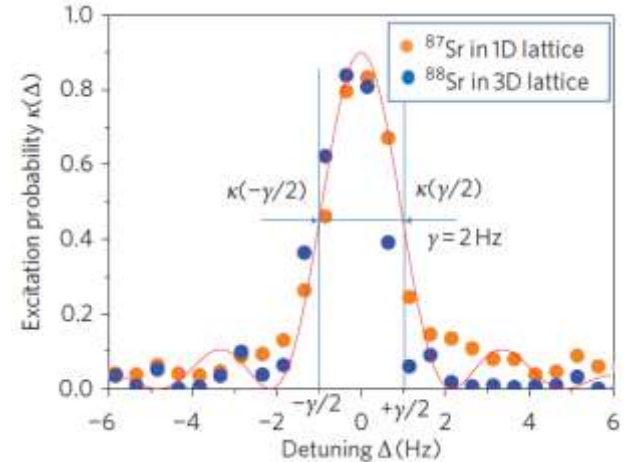 1.0
0.8
0.6
0.4
0.2
0.0
Excitation probability κ(Δ)
⁸⁷Sr in 1D lattice
⁸⁸Sr in 3D lattice
κ(−γ/2)
κ(γ/2)
γ = 2 Hz
−6
−4
−2
−γ/2
0
+γ/2
2
4
6
Detuning Δ (Hz)